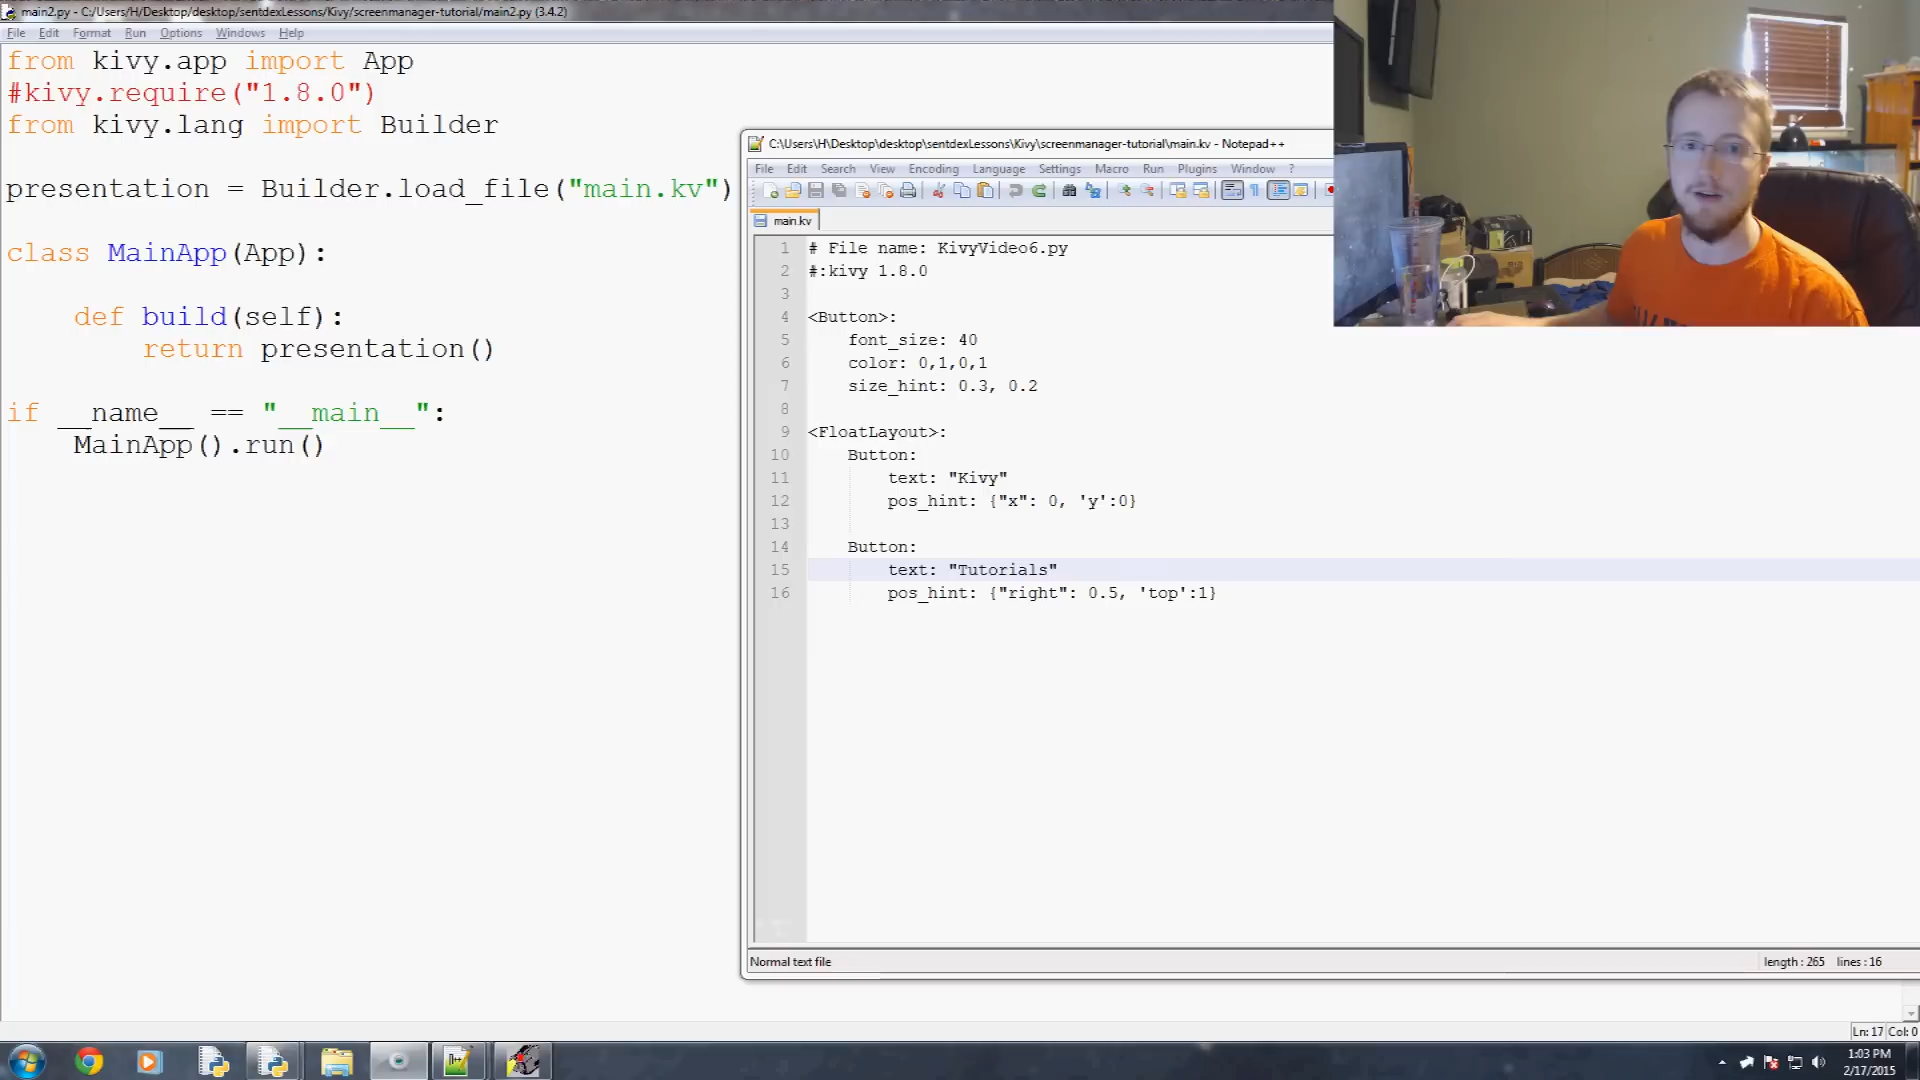 main2.py - C:/Users/H/Desktop/desktop/sentdexLessons/Kivy/screenmanager-tutorial/main2.py (3.4.2)
File Edit Format Run Options Windows Help
from kivy.app import App
#kivy.require("1.8.0")
from kivy.lang import Builder
presentation = Builder.load_file("main.kv")
class MainApp(App):
def build(self):
return presentation()
if __name__ == "__main__":
MainApp().run()
C:\Users\H\Desktop\desktop\sentdexLessons\Kivy\screenmanager-tutorial\main.kv - Notepad++
File Edit Search View Encoding Language Settings Macro Run Plugins Window ?
main.kv
1 # File name: KivyVideo6.py
2 #:kivy 1.8.0
3
4 <Button>:
5 font_size: 40
6 color: 0,1,0,1
7 size_hint: 0.3, 0.2
8
9 <FloatLayout>:
10 Button:
11 text: "Kivy"
12 pos_hint: {"x": 0, 'y':0}
13
14 Button:
15 text: "Tutorials"
16 pos_hint: {"right": 0.5, 'top':1}
Normal text file
length : 265 lines : 16
Ln: 17 Col: 0
1:03 PM
2/17/2015